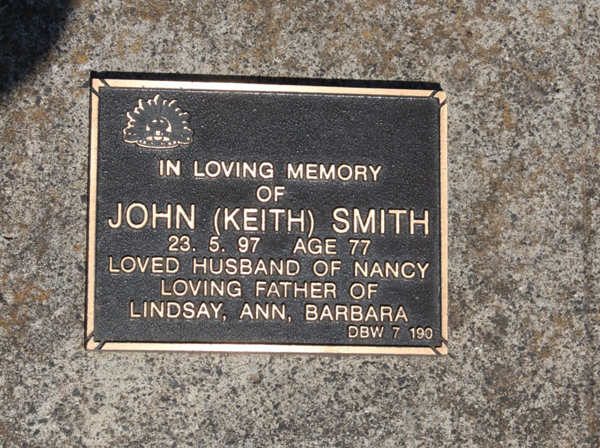 IN LOVING MEMORY
OF
JOHN (KEITH) SMITH
23. 5. 97 AGE 77
LOVED HUSBAND OF NANCY
LOVING FATHER OF
LINDSAY, ANN, BARBARA
DBW 7 190